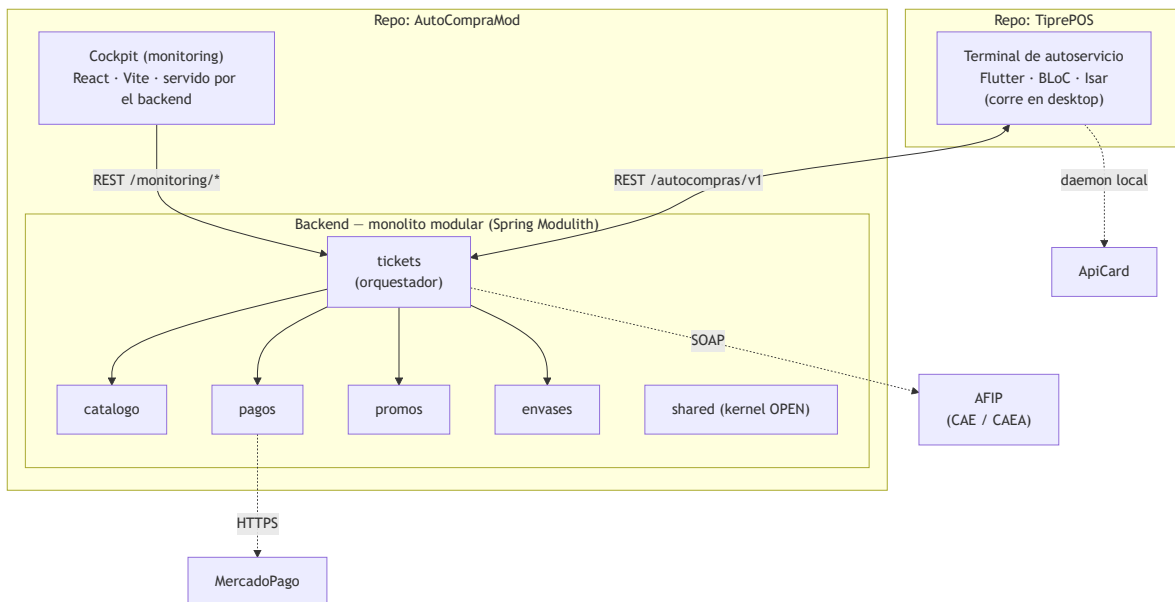 Repo: AutoCompraMod
Repo: TiprePOS
Cockpit (monitoring)
React · Vite · servido por
el backend
Terminal de autoservicio
Flutter · BLoC · Isar
(corre en desktop)
REST /monitoring/*
REST /autocompras/v1
daemon local
Backend — monolito modular (Spring Modulith)
tickets
(orquestador)
ApiCard
SOAP
catalogo
pagos
promos
envases
shared (kernel OPEN)
AFIP
(CAE / CAEA)
HTTPS
MercadoPago